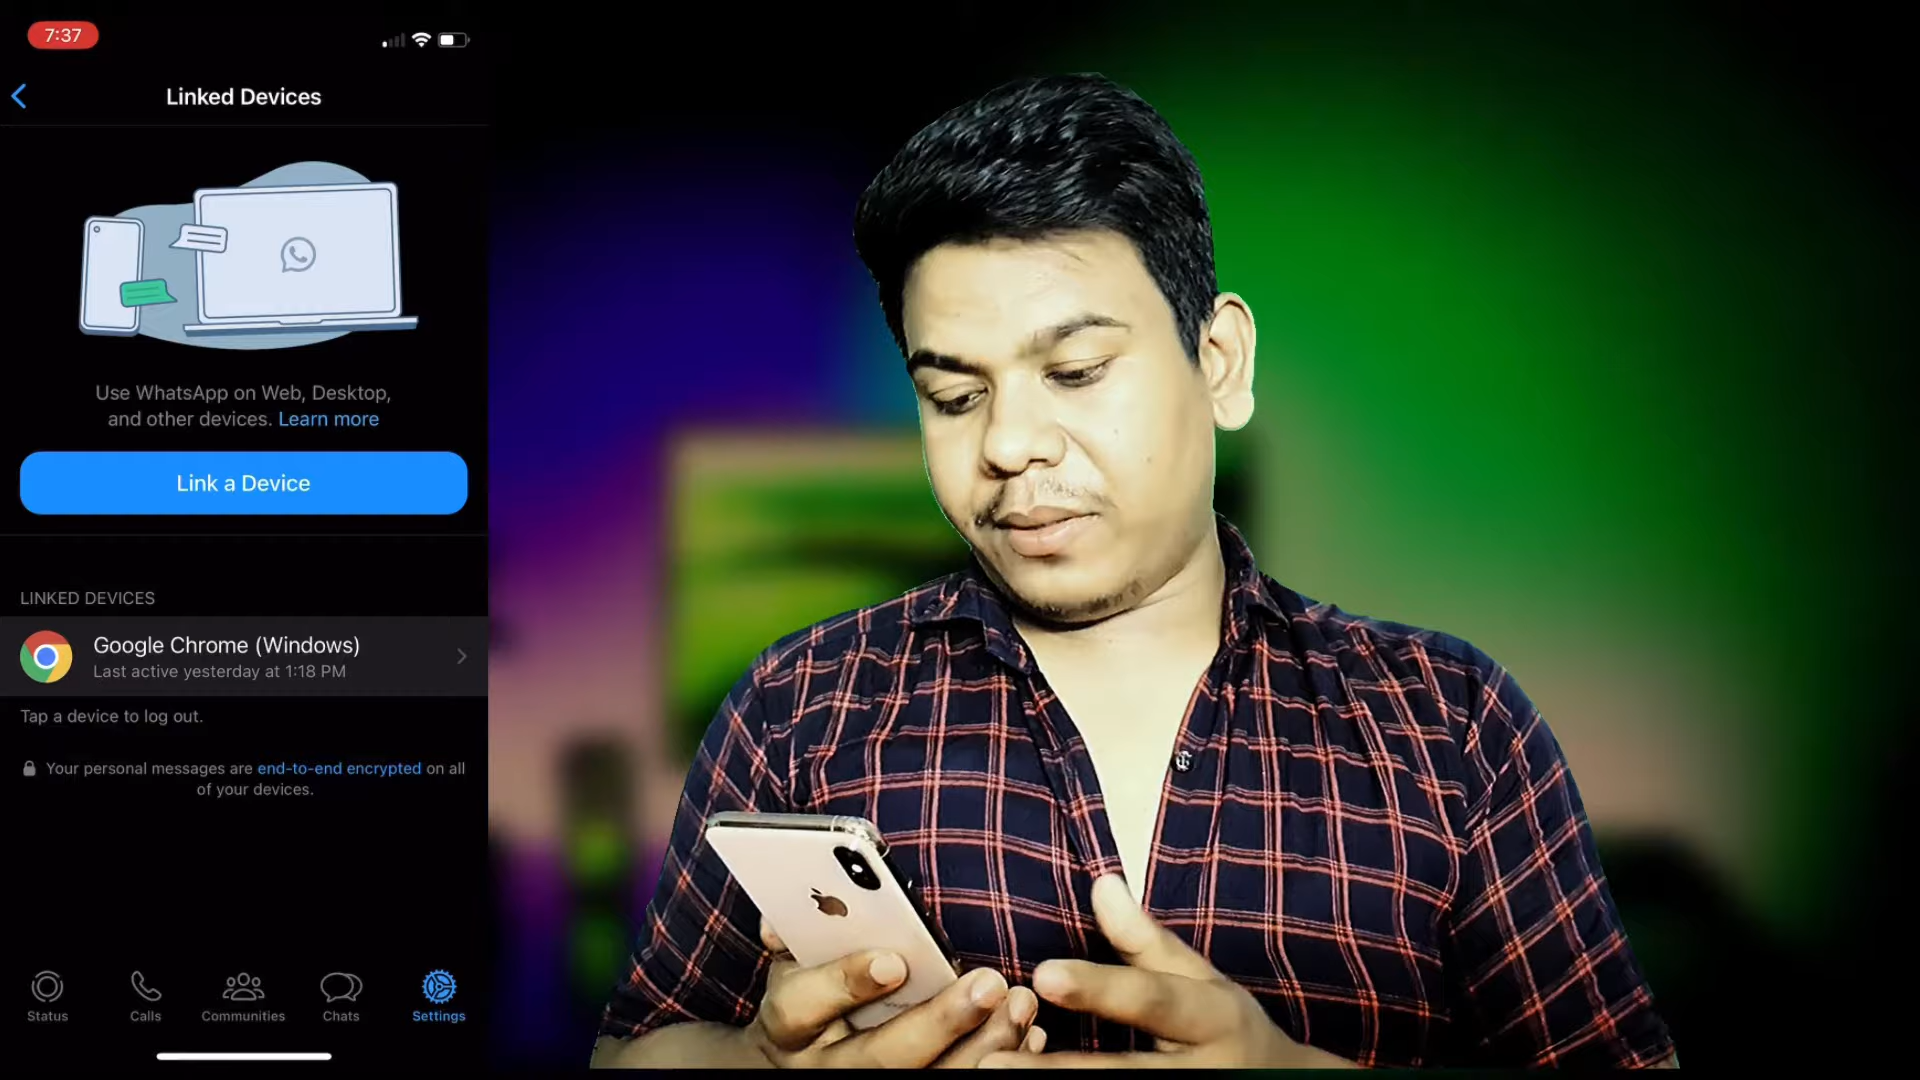 7:37
Linked Devices
Use WhatsApp on Web, Desktop,
and other devices. Learn more
Link a Device
LINKED DEVICES
Google Chrome (Windows)
Last active yesterday at 1:18 PM
Tap a device to log out.
Your personal messages are end-to-end encrypted on all
of your devices.
Status
Calls
Communities
Chats
Settings